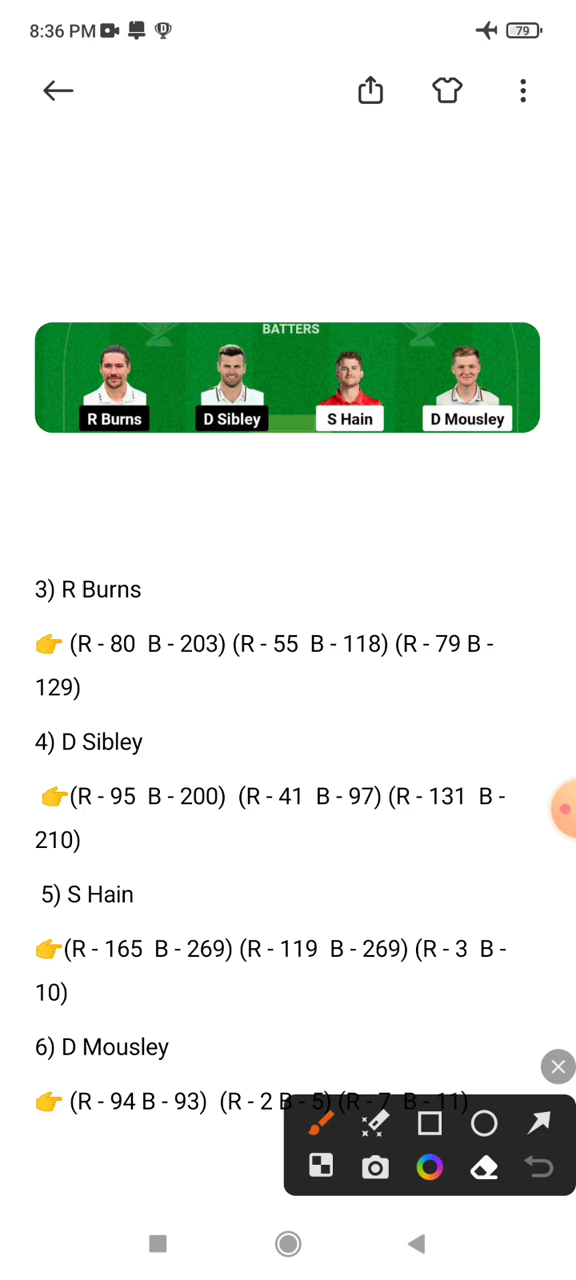 8:36 PM
79
BATTERS
R Burns D Sibley S Hain D Mousley
3) R Burns
👉 (R - 80 B - 203) (R - 55 B - 118) (R - 79 B -
129)
4) D Sibley
👉(R - 95 B - 200) (R - 41 B - 97) (R - 131 B -
210)
5) S Hain
👉(R - 165 B - 269) (R - 119 B - 269) (R - 3 B -
10)
6) D Mousley
👉 (R - 94 B - 93) (R - 2 B - 5) (R - 7 B - 11)